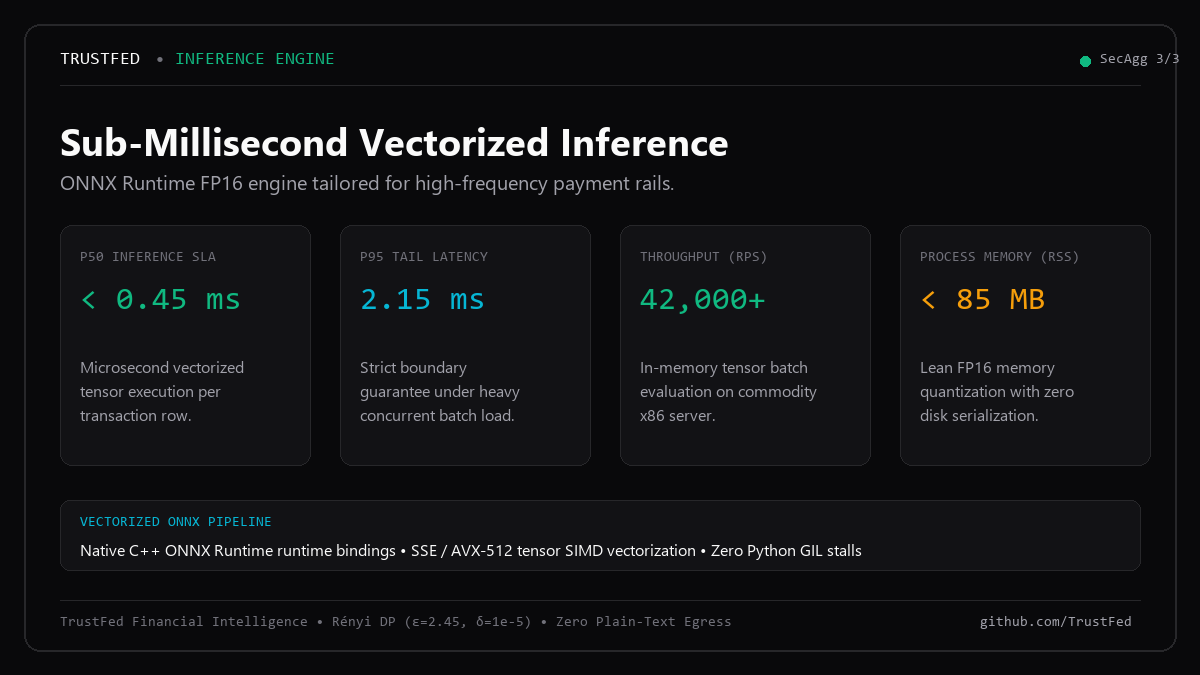 TRUSTFED • INFERENCE ENGINE
SecAgg 3/3
Sub-Millisecond Vectorized Inference
ONNX Runtime FP16 engine tailored for high-frequency payment rails.
P50 INFERENCE SLA
< 0.45 ms
Microsecond vectorized
tensor execution per
transaction row.
P95 TAIL LATENCY
2.15 ms
Strict boundary
guarantee under heavy
concurrent batch load.
THROUGHPUT (RPS)
42,000+
In-memory tensor batch
evaluation on commodity
x86 server.
PROCESS MEMORY (RSS)
< 85 MB
Lean FP16 memory
quantization with zero
disk serialization.
VECTORIZED ONNX PIPELINE
Native C++ ONNX Runtime runtime bindings • SSE / AVX-512 tensor SIMD vectorization • Zero Python GIL stalls
TrustFed Financial Intelligence • Rényi DP (ε=2.45, δ=1e-5) • Zero Plain-Text Egress
github.com/TrustFed